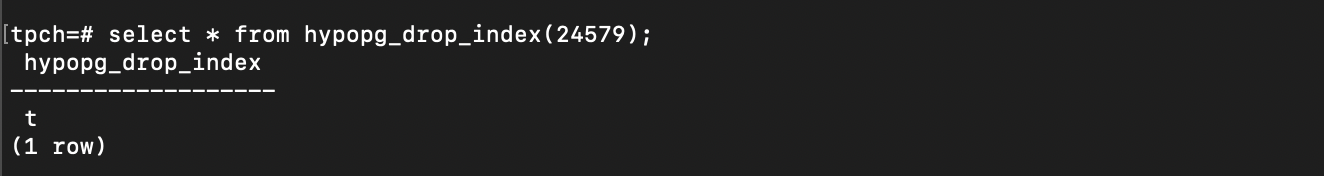 [tpch=# select * from hypopg_drop_index(24579);
 hypopg_drop_index
-------------------
 t
(1 row)